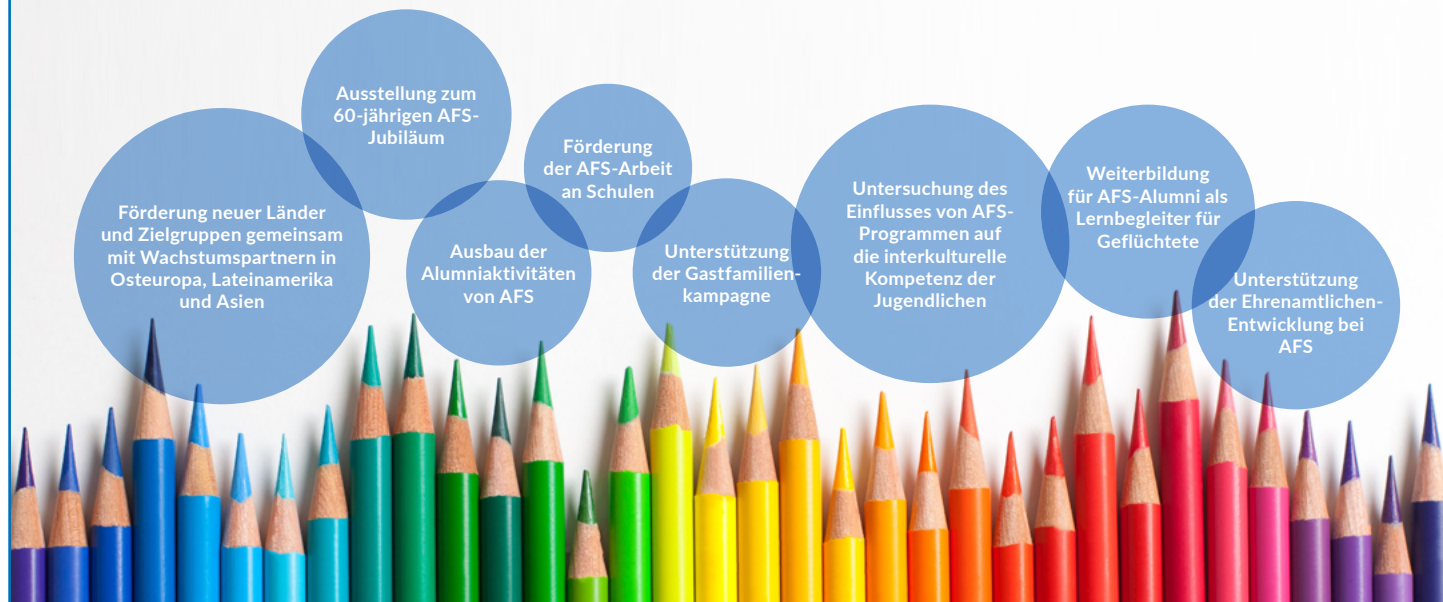 Ausstellung zum
60-jährigen AFS-
Jubiläum
Förderung neuer Länder
und Zielgruppen gemeinsam
mit Wachstumspartnern in
Osteuropa, Lateinamerika
und Asien
Förderung
der AFS-Arbeit
an Schulen
Ausbau der
Alumniaktivitäten
von AFS
Unterstützung
der Gastfamilien-
kampagne
Untersuchung des
Einflusses von AFS-
Programmen auf
die interkulturelle
Kompetenz der
Jugendlichen
Weiterbildung
für AFS-Alumni als
Lernbegleiter für
Geflüchtete
Unterstützung
der Ehrenamtlichen-
Entwicklung bei
AFS